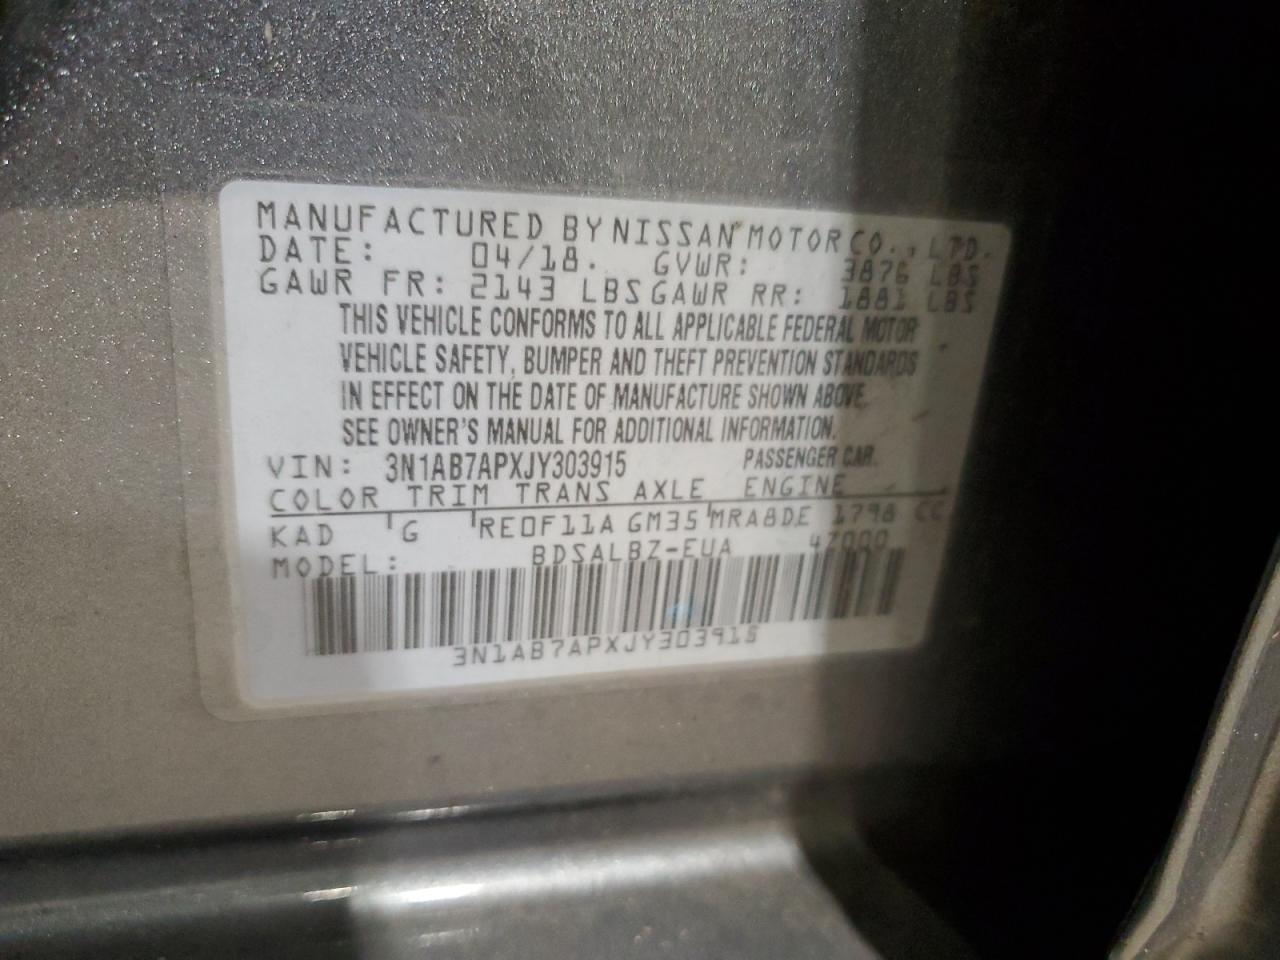 MANUFACTURED BY NISSAN MOTOR CO., LTD.
DATE: 04/18. GVWR: 3876 LBS
GAWR FR: 2143 LBS GAWR RR: 1881 LBS
THIS VEHICLE CONFORMS TO ALL APPLICABLE FEDERAL MOTOR
VEHICLE SAFETY, BUMPER AND THEFT PREVENTION STANDARDS
IN EFFECT ON THE DATE OF MANUFACTURE SHOWN ABOVE.
SEE OWNER'S MANUAL FOR ADDITIONAL INFORMATION.
VIN: 3N1AB7APXJY303915 PASSENGER CAR.
COLOR TRIM TRANS AXLE ENGINE
KAD G RE0F11A GM35 MRA8DE 1798 CC
MODEL: BDSALBZ-EUA 47000
3N1AB7APXJY303915